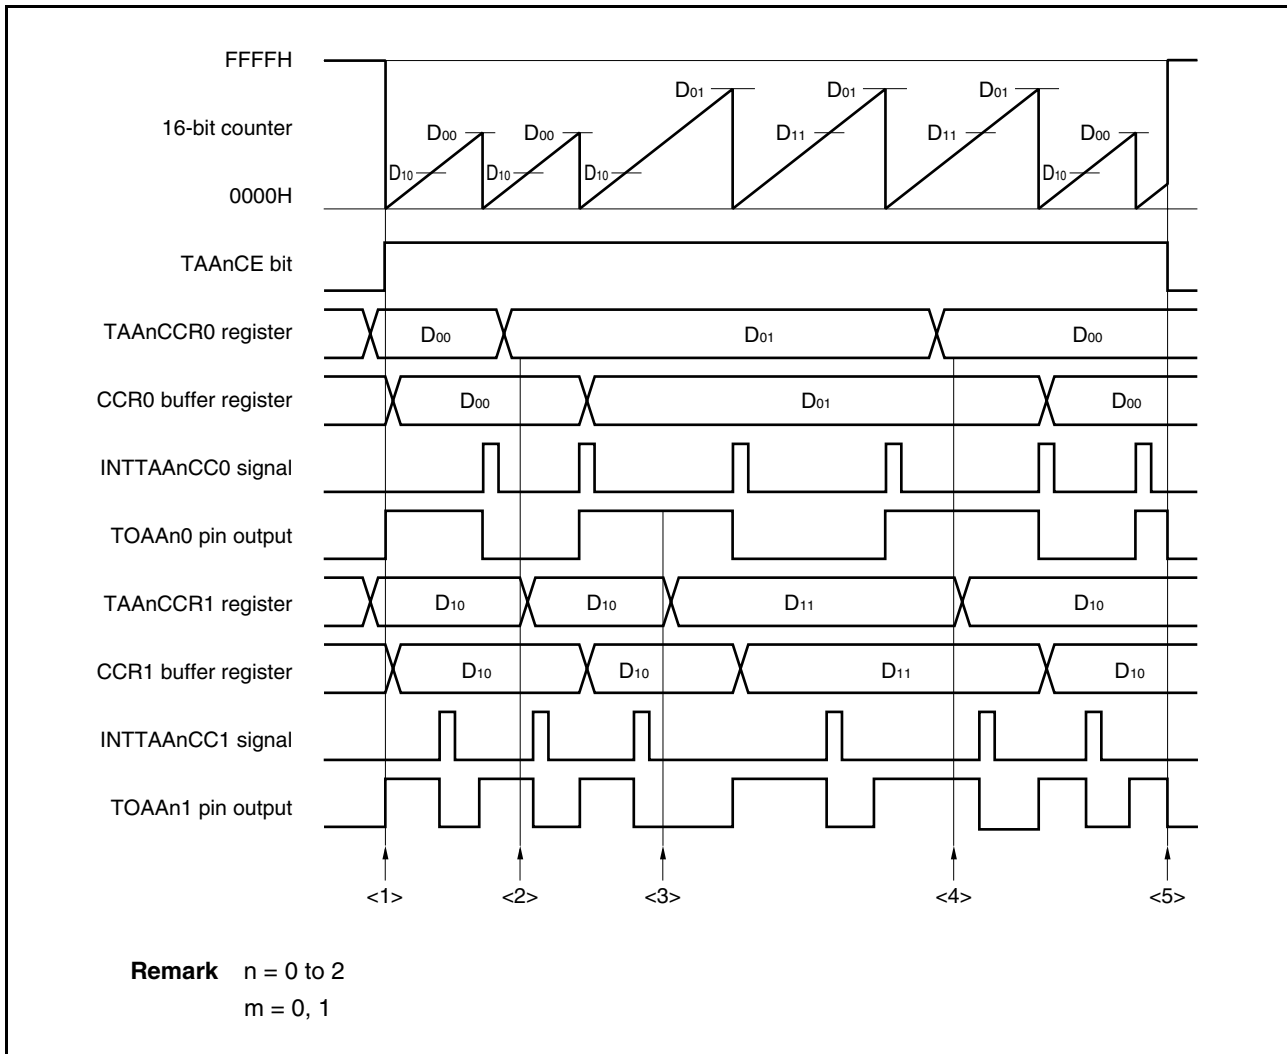 FFFFH
D01 D01 D01
16-bit counter
D00 D00 D11 D11 D00
D10 D10 D10 D10
0000H
TAAnCE bit
TAAnCCR0 register D00 D01 D00
CCR0 buffer register D00 D01 D00
INTTAAnCC0 signal
TOAAn0 pin output
TAAnCCR1 register D10 D10 D11 D10
CCR1 buffer register D10 D10 D11 D10
INTTAAnCC1 signal
TOAAn1 pin output
<1> <2> <3> <4> <5>
Remark n = 0 to 2
m = 0, 1